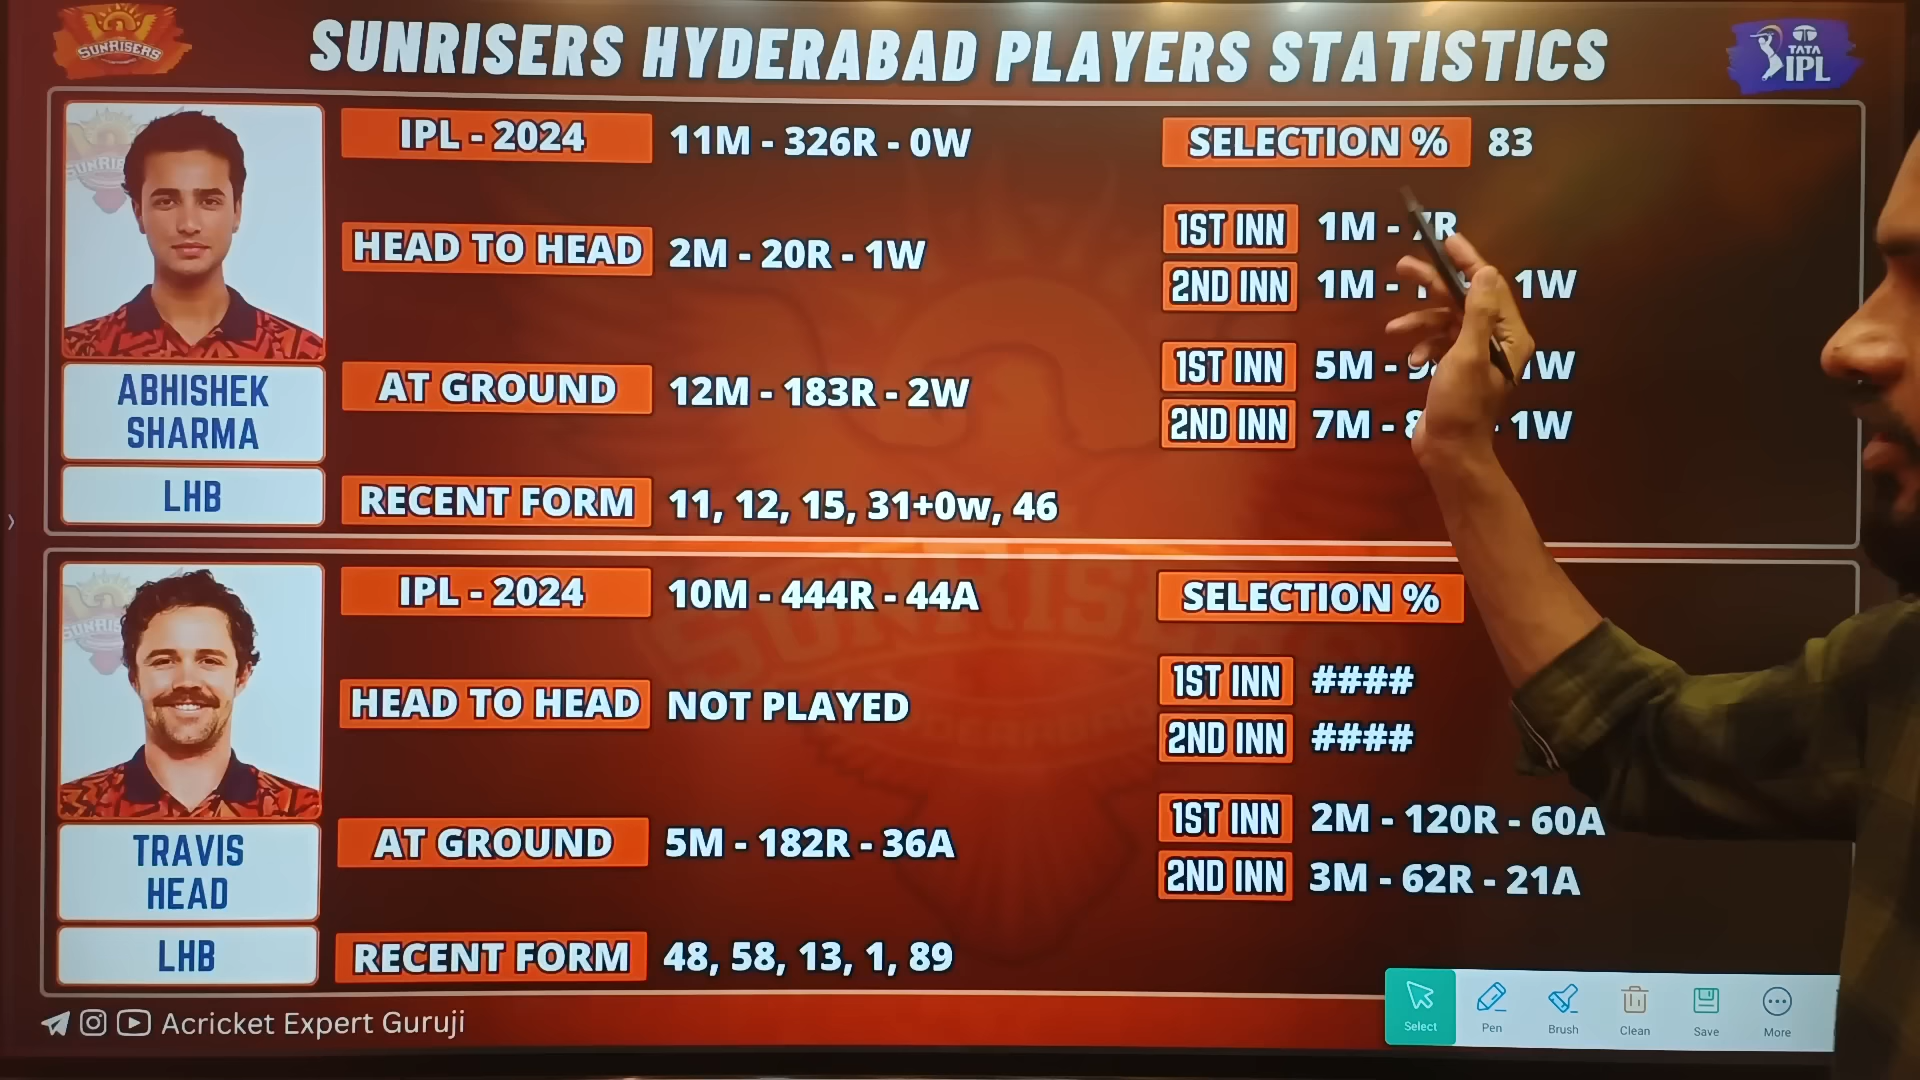 SUNRISERS
SUNRISERS HYDERABAD PLAYERS STATISTICS
TATA
IPL
IPL - 2024 11M - 326R - 0W SELECTION % 83
HEAD TO HEAD 2M - 20R - 1W
1ST INN 1M - 7R
2ND INN 1M - 1W
AT GROUND 12M - 183R - 2W
1ST INN 5M -
2ND INN 7M - 1W
ABHISHEK
SHARMA
LHB
RECENT FORM 11, 12, 15, 31+0w, 46
IPL - 2024 10M - 444R - 44A SELECTION %
HEAD TO HEAD NOT PLAYED
1ST INN ####
2ND INN ####
AT GROUND 5M - 182R - 36A
1ST INN 2M - 120R - 60A
2ND INN 3M - 62R - 21A
TRAVIS
HEAD
LHB
RECENT FORM 48, 58, 13, 1, 89
Acricket Expert Guruji
Select Pen Brush Clean Save More